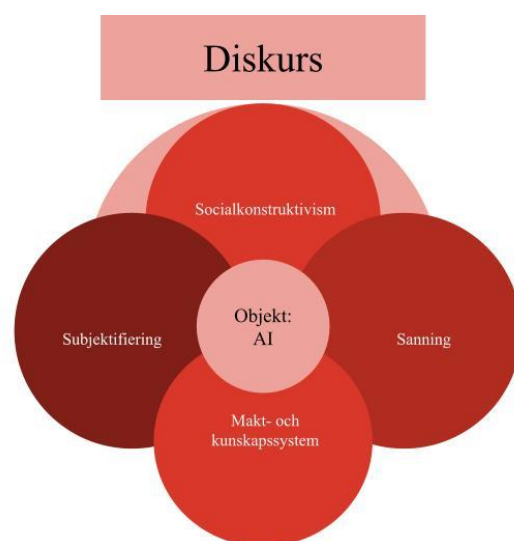 Diskurs
Socialkonstruktivism
Subjektifiering
Objekt:
AI
Sanning
Makt- och
kunskapssystem